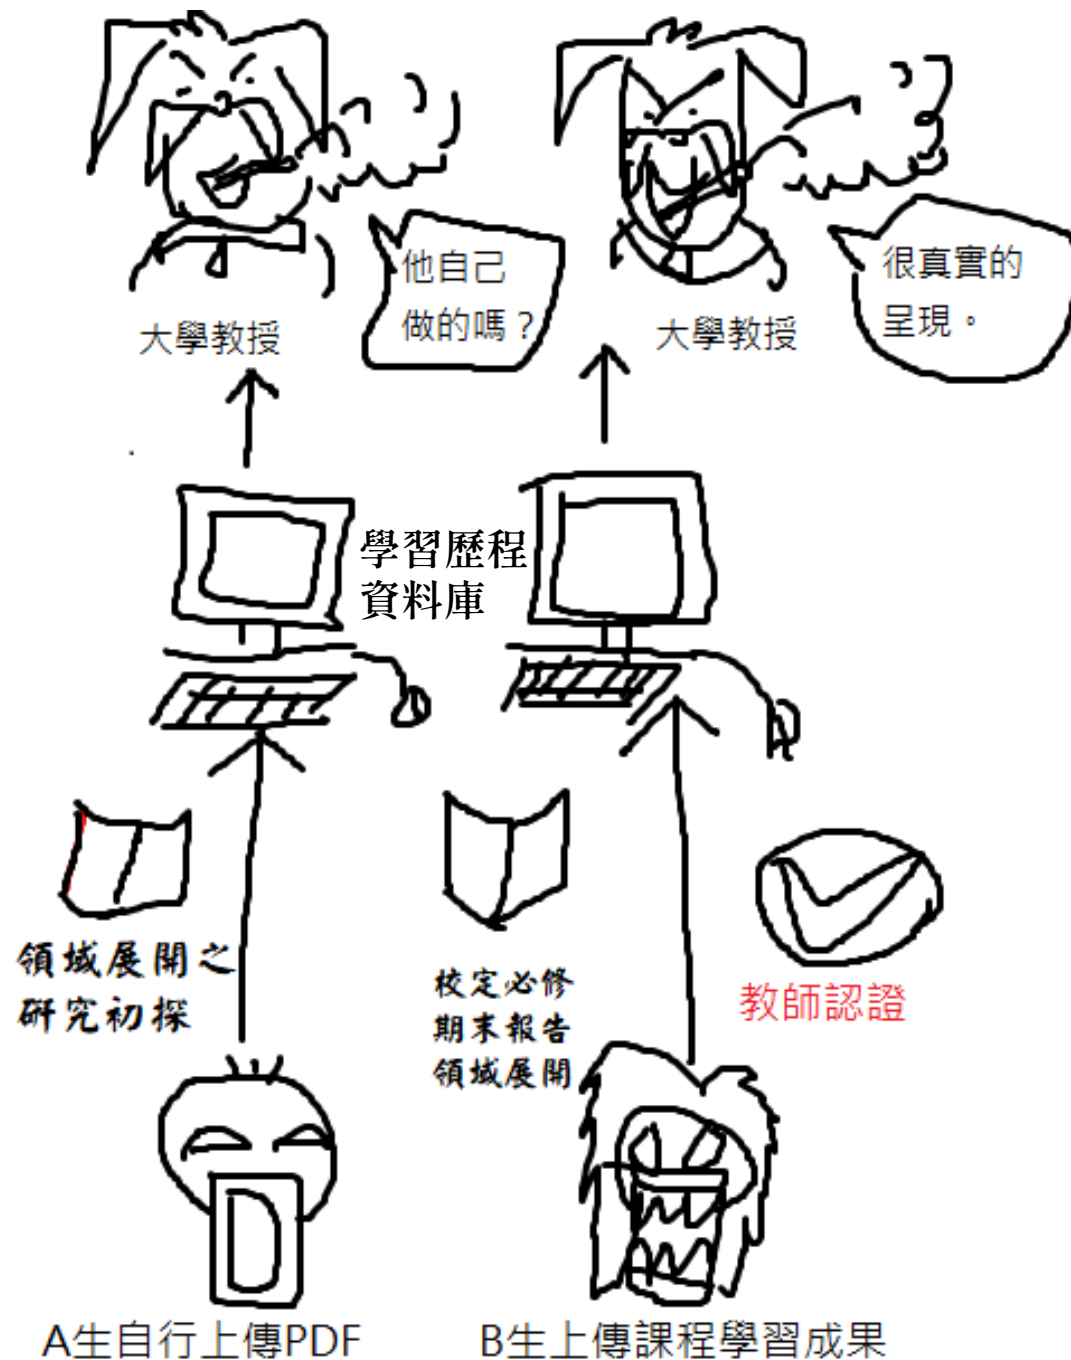 他自己
做的嗎？
很真實的
呈現。
大學教授
大學教授
學習歷程
資料庫
領域展開之
研究初探
校定必修
期末報告
領域展開
教師認證
A生自行上傳PDF
B生上傳課程學習成果